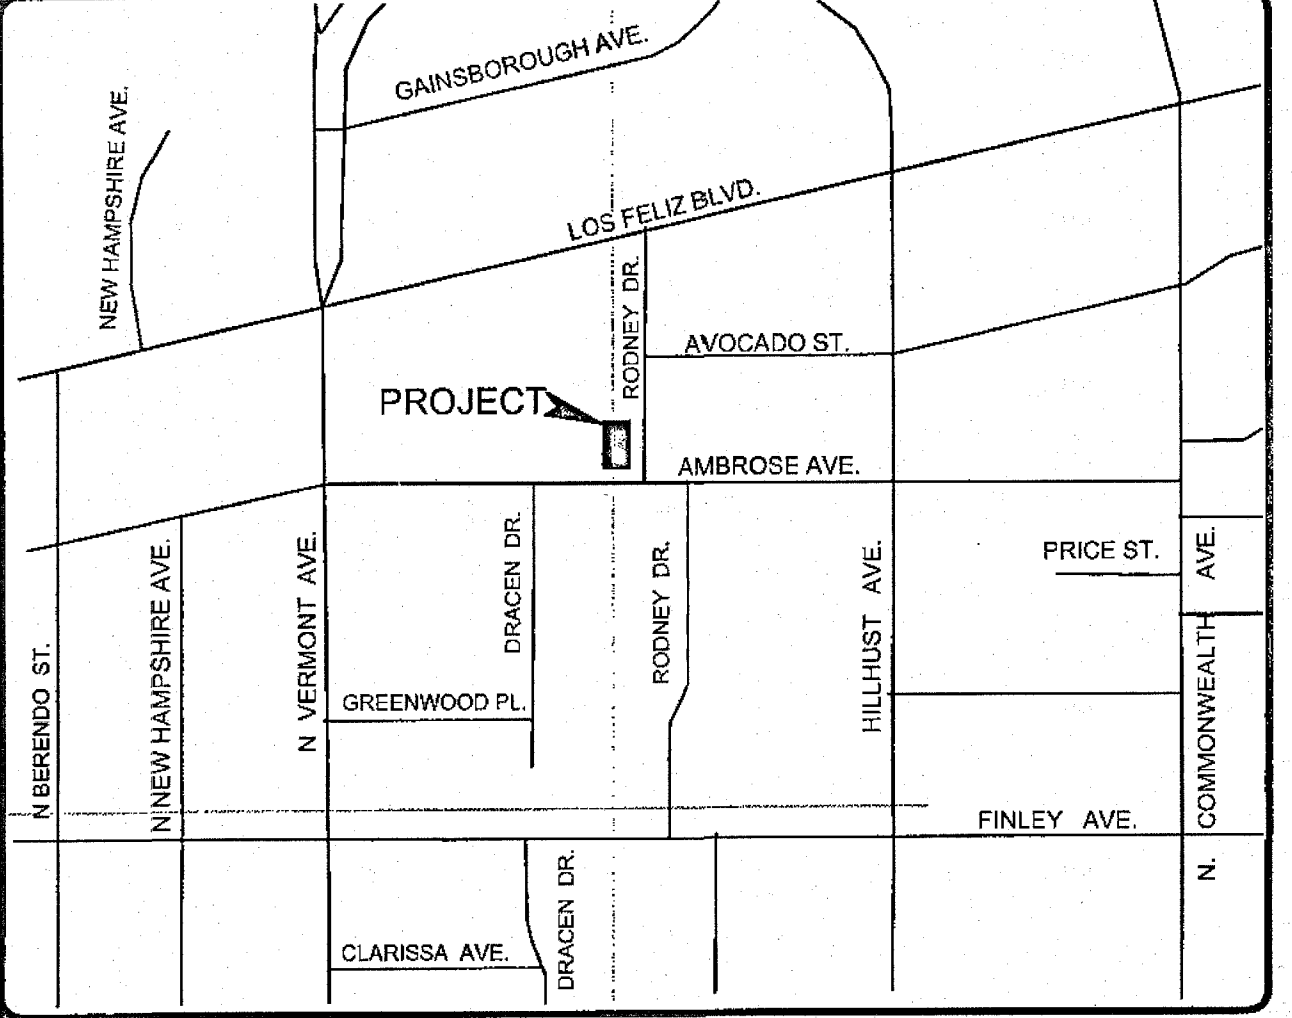 GAINSBOROUGH AVE.
NEW HAMPSHIRE AVE.
LOS FELIZ BLVD.
RODNEY DR.
AVOCADO ST.
PROJECT
AMBROSE AVE.
DRACEN DR.
RODNEY DR.
N VERMONT AVE.
N NEW HAMPSHIRE AVE.
N BERENDO ST.
HILLHUST AVE.
PRICE ST.
N. COMMONWEALTH AVE.
GREENWOOD PL.
FINLEY AVE.
DRACEN DR.
CLARISSA AVE.